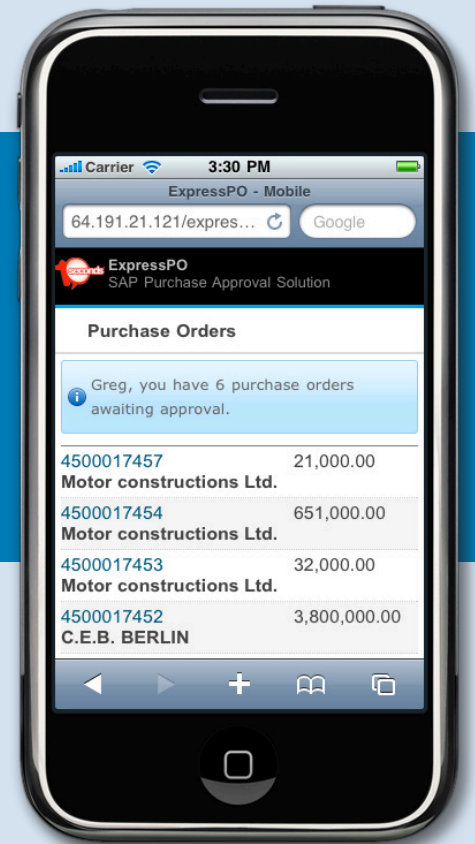 Carrier 3:30 PM
ExpressPO - Mobile
64.191.21.121/expres... Google
10seconds ExpressPO
SAP Purchase Approval Solution
Purchase Orders
Greg, you have 6 purchase orders
awaiting approval.
4500017457 21,000.00
Motor constructions Ltd.
4500017454 651,000.00
Motor constructions Ltd.
4500017453 32,000.00
Motor constructions Ltd.
4500017452 3,800,000.00
C.E.B. BERLIN